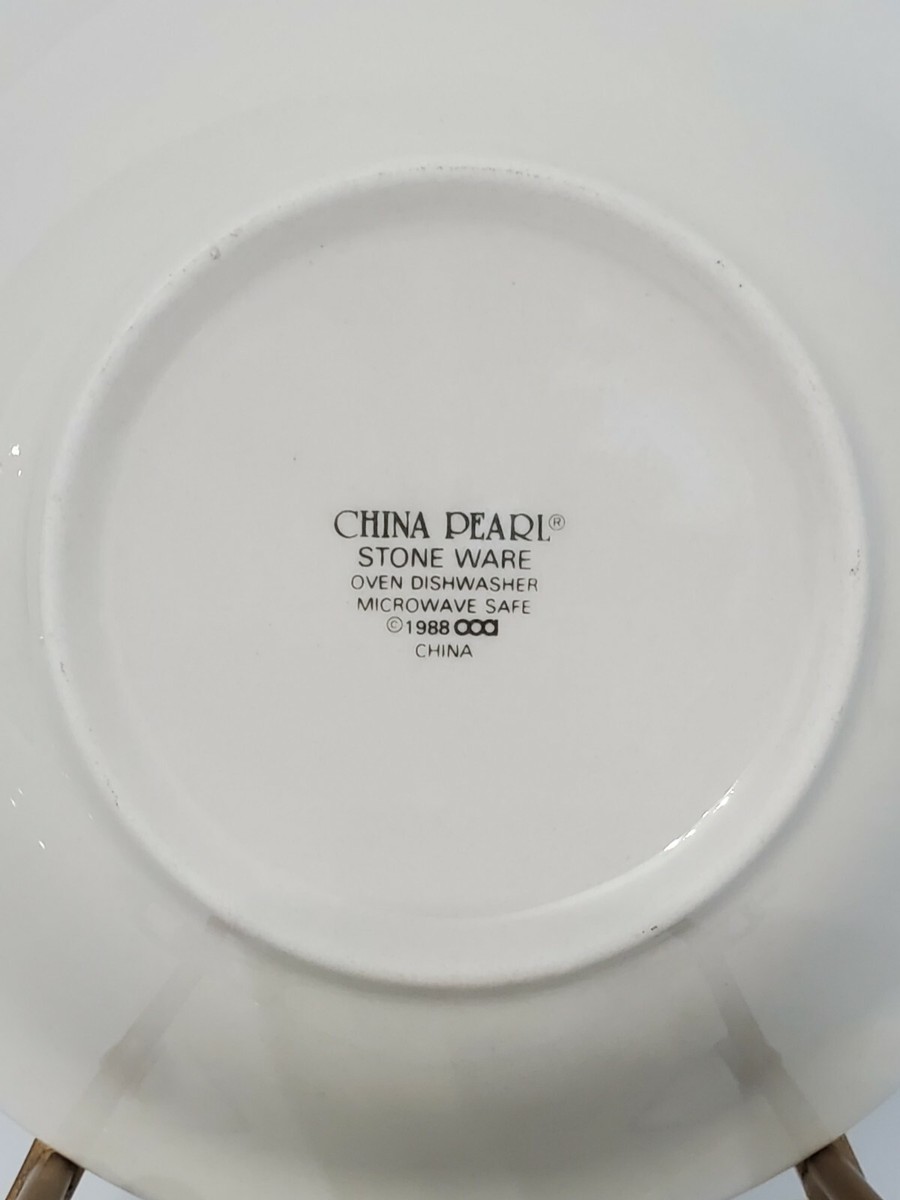 CHINA PEARL®
STONE WARE
OVEN DISHWASHER
MICROWAVE SAFE
©1988
CHINA